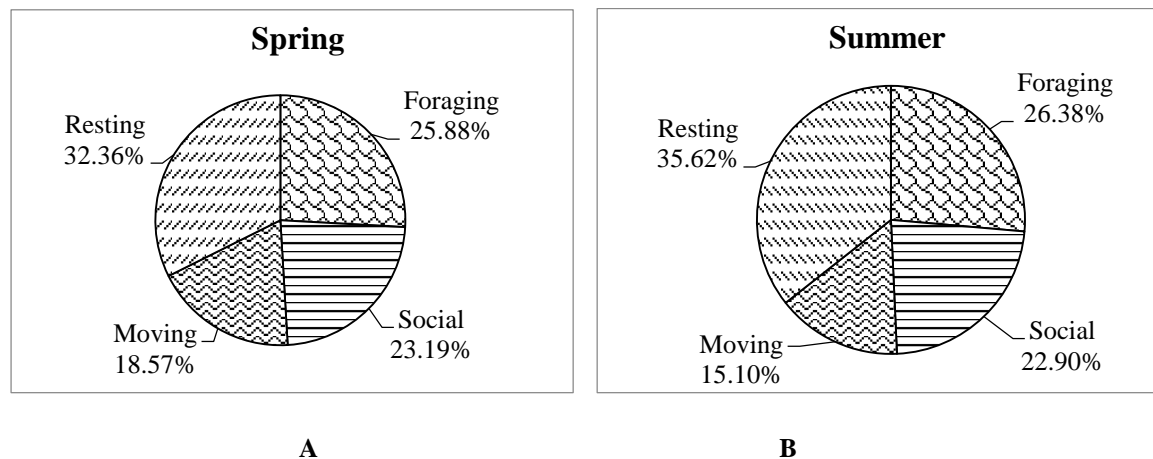 Spring
Foraging
25.88%
Resting
32.36%
Social
23.19%
Moving
18.57%
A
Summer
Foraging
26.38%
Resting
35.62%
Social
22.90%
Moving
15.10%
B